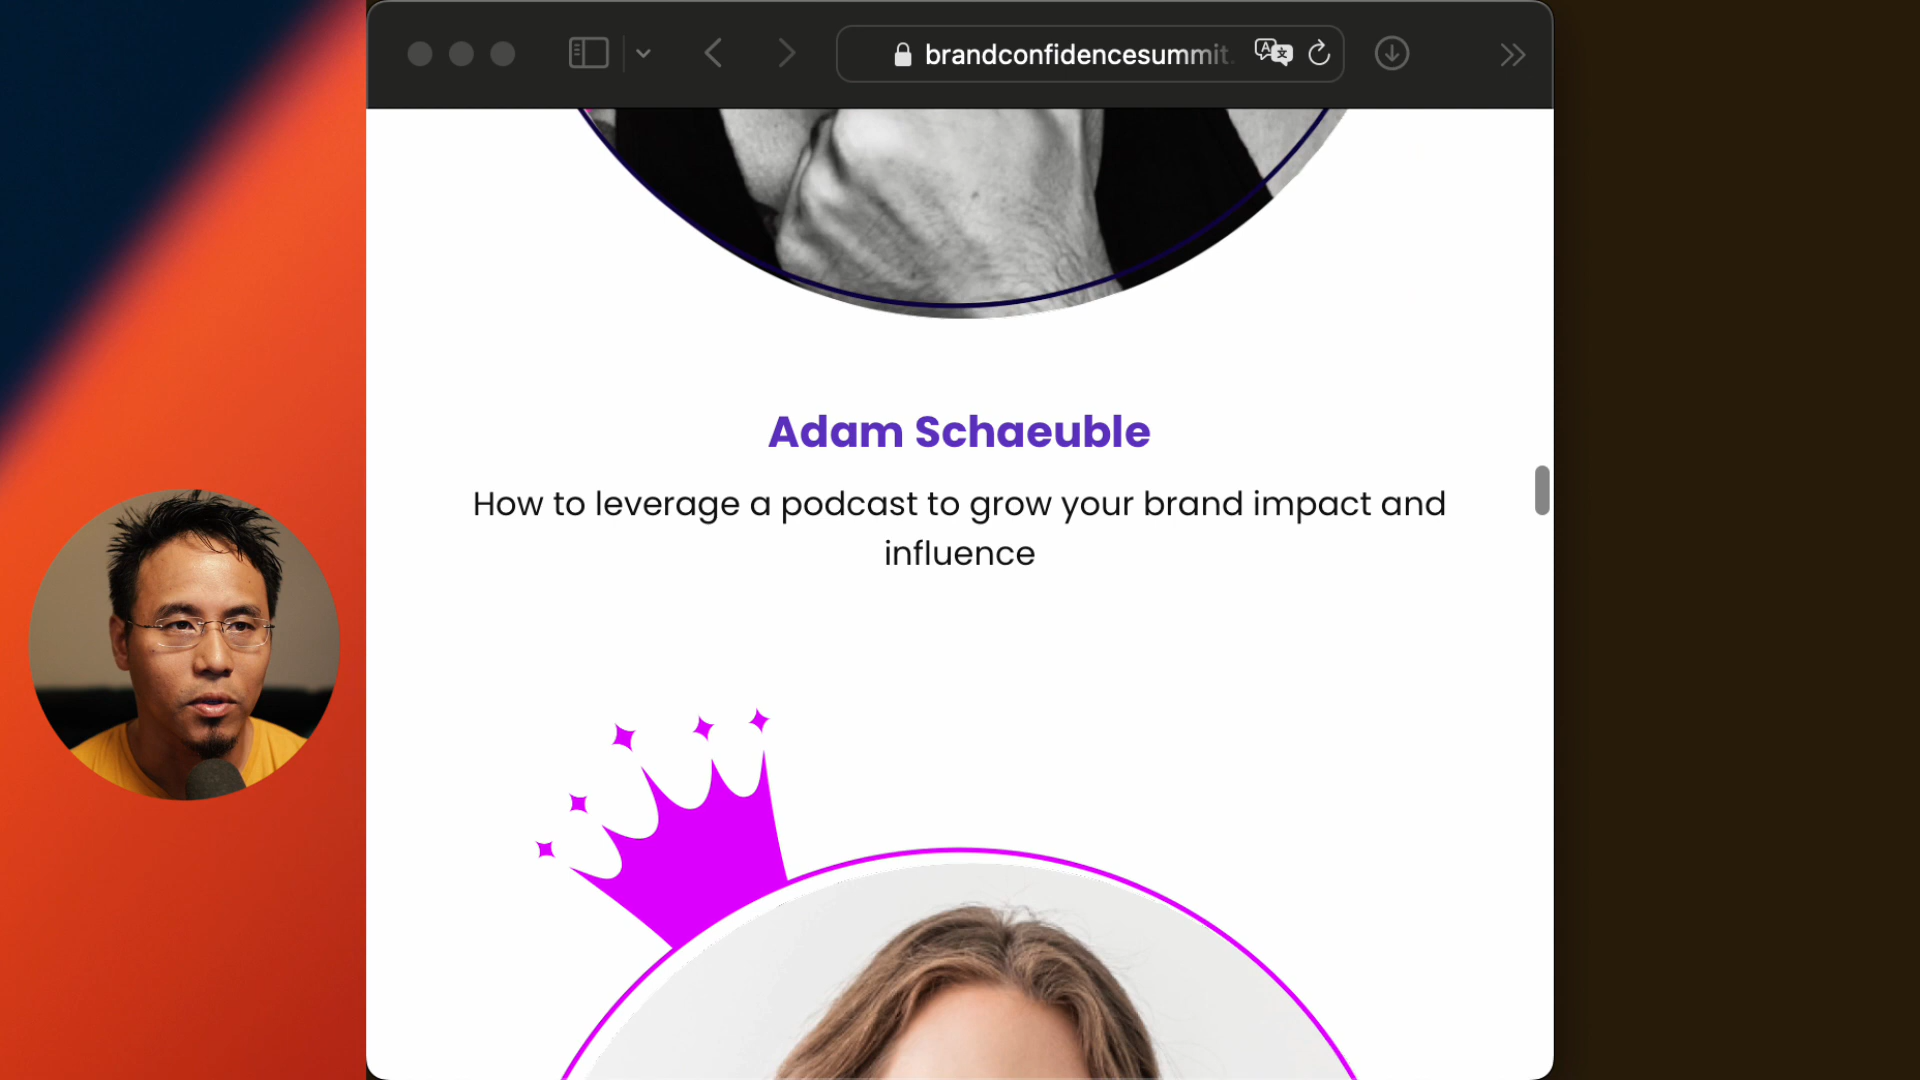 brandconfidencesummit.
Adam Schaeuble
How to leverage a podcast to grow your brand impact and
influence